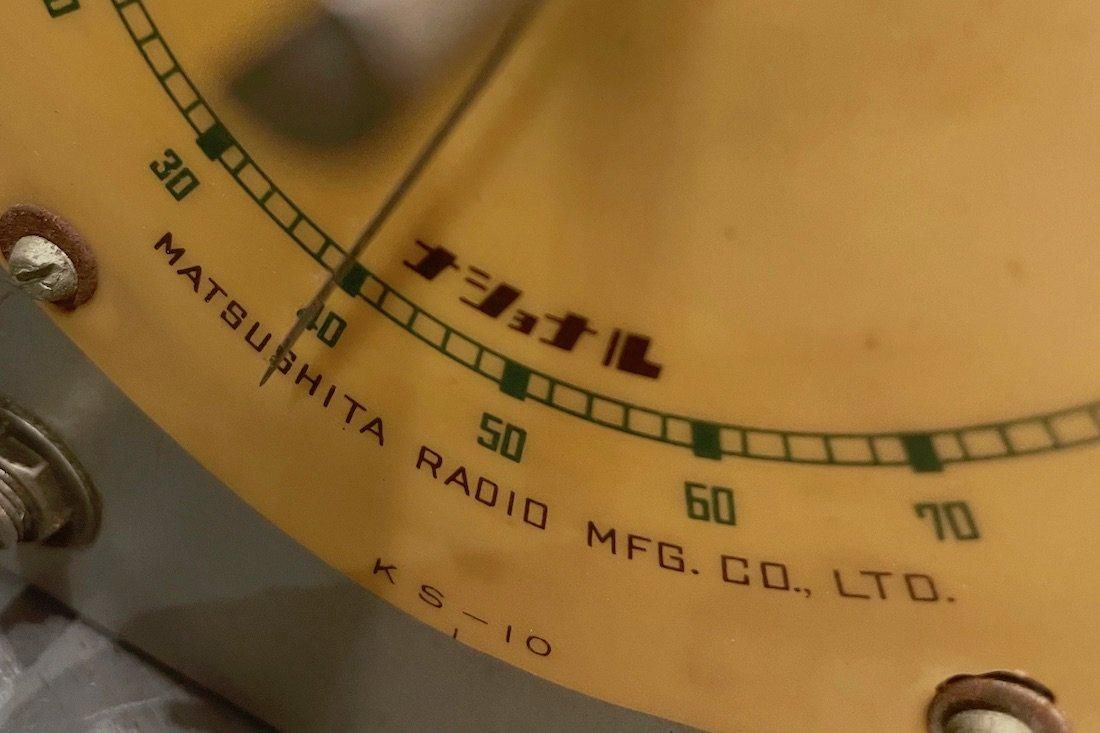 30
40
50
60
70
ナショナル
MATSUSHITA RADIO MFG. CO., LTD.
KS-10